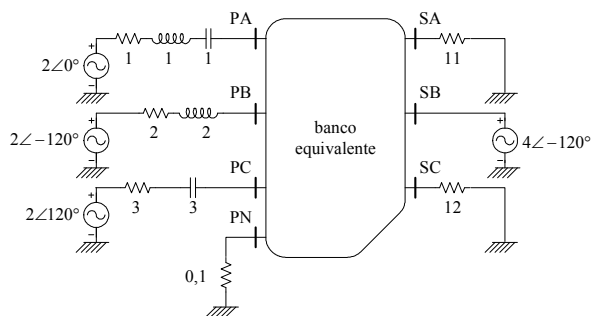 PA
SA
1
1
1
11
2∠0°
PB
SB
2
2
banco
equivalente
2∠−120°
4∠−120°
PC
SC
3
3
12
2∠120°
PN
0,1
+
−
+
−
+
−
+
−